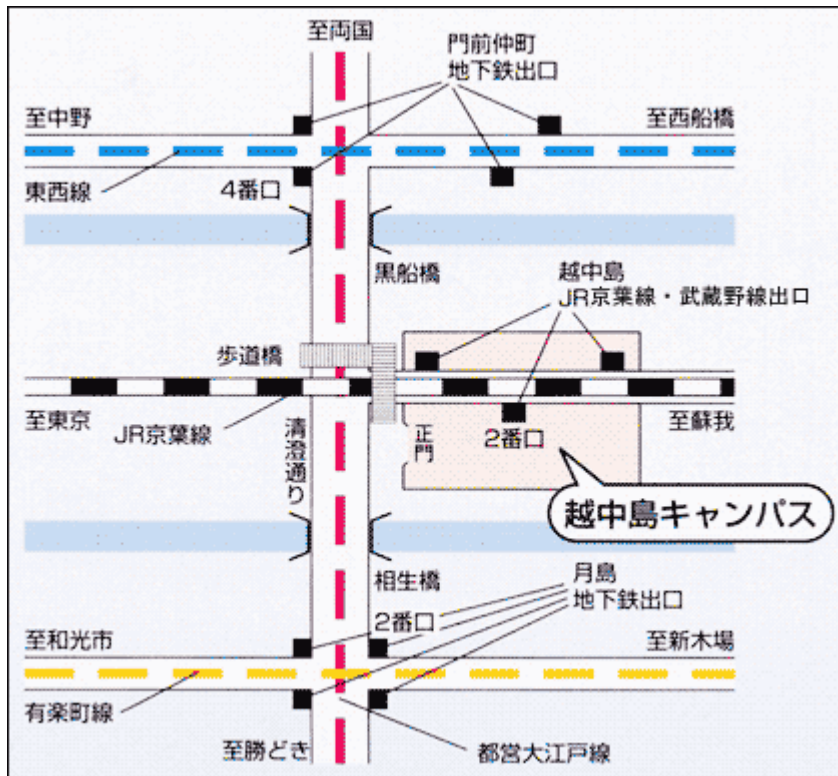 至両国
門前仲町
地下鉄出口
至中野
至西船橋
東西線
4番口
黒船橋
越中島
JR京葉線・武蔵野線出口
歩道橋
至東京
JR京葉線
清澄通り
正門
2番口
至蘇我
越中島キャンパス
相生橋
月島
地下鉄出口
2番口
至和光市
至新木場
有楽町線
至勝どき
都営大江戸線